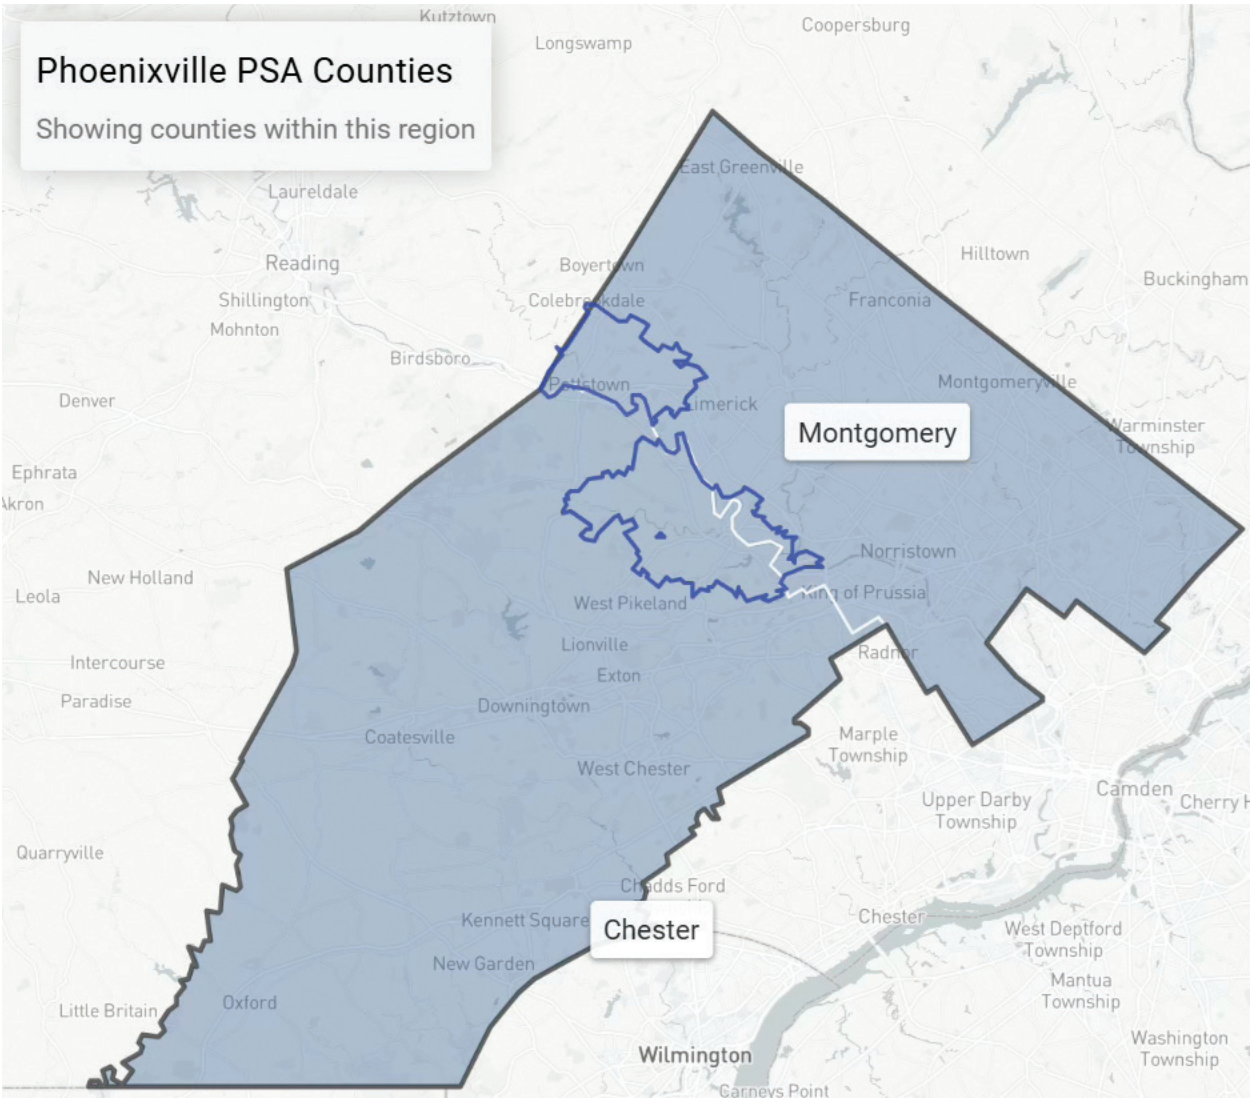 Kutztown
Coopersburg
Longswamp
Phoenixville PSA Counties
Showing counties within this region
East Greenville
Laureldale
Hilltown
Reading
Boyertown
Buckingham
Shillington
Colebrookdale
Franconia
Mohnton
Birdsboro
Pottstown
Montgomeryville
Denver
Limerick
Warminster
Township
Montgomery
Ephrata
Akron
Norristown
New Holland
King of Prussia
Leola
West Pikeland
Lionville
Radnor
Intercourse
Exton
Paradise
Downingtown
Coatesville
Marple
Township
West Chester
Camden
Cherry H
Upper Darby
Township
Quarryville
Chadds Ford
Kennett Square
Chester
Chester
West Deptford
Township
New Garden
Mantua
Township
Oxford
Little Britain
Washington
Township
Wilmington
Carneys Point